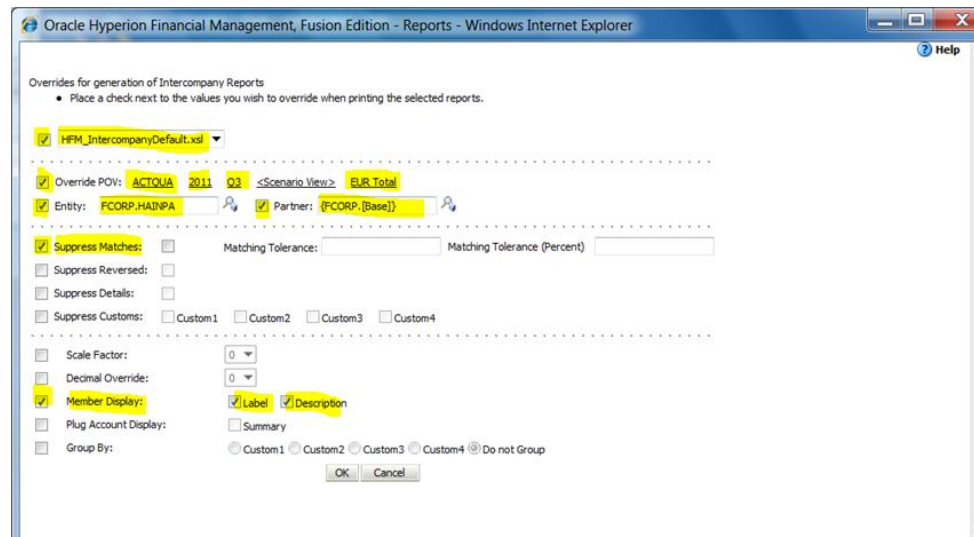 Oracle Hyperion Financial Management, Fusion Edition - Reports - Windows Internet Explorer
Help
Overrides for generation of Intercompany Reports
• Place a check next to the values you wish to override when printing the selected reports.
HFM_IntercompanyDefault.xsl
Override POV: ACTQUA 2011 Q3 <Scenario View> EUR Total
Entity: FCORP.HAINPA Partner: {FCORP.[Base]}
Suppress Matches: Matching Tolerance: Matching Tolerance (Percent)
Suppress Reversed:
Suppress Details:
Suppress Customs: Custom1 Custom2 Custom3 Custom4
Scale Factor: 0
Decimal Override: 0
Member Display: Label Description
Plug Account Display: Summary
Group By: Custom1 Custom2 Custom3 Custom4 Do not Group
OK Cancel